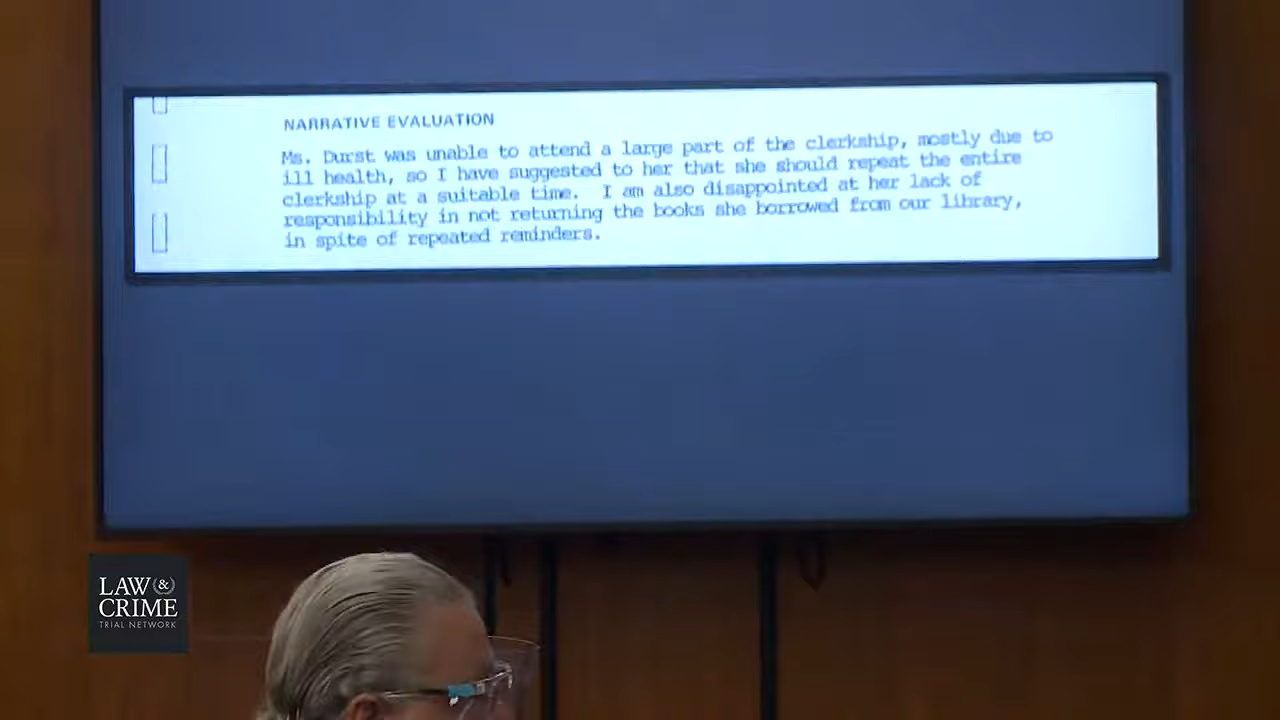 NARRATIVE EVALUATION
Ms. Durst was unable to attend a large part of the clerkship, mostly due to
ill health, so I have suggested to her that she should repeat the entire
clerkship at a suitable time. I am also disappointed at her lack of
responsibility in not returning the books she borrowed from our library,
in spite of repeated reminders.
LAW &
CRIME
TRIAL NETWORK